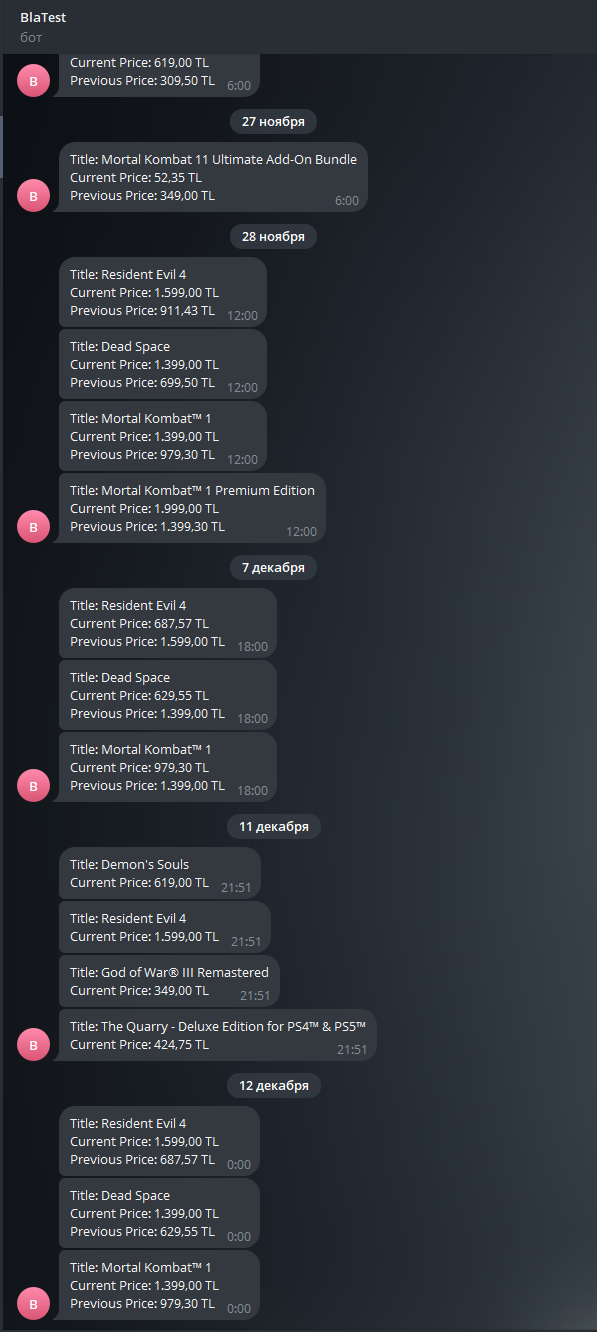 BlaTest
бот
Current Price: 619,00 TL
Previous Price: 309,50 TL
6:00
B
27 ноября
Title: Mortal Kombat 11 Ultimate Add-On Bundle
Current Price: 52,35 TL
Previous Price: 349,00 TL
6:00
B
28 ноября
Title: Resident Evil 4
Current Price: 1.599,00 TL
Previous Price: 911,43 TL
12:00
Title: Dead Space
Current Price: 1.399,00 TL
Previous Price: 699,50 TL
12:00
Title: Mortal Kombat™ 1
Current Price: 1.399,00 TL
Previous Price: 979,30 TL
12:00
Title: Mortal Kombat™ 1 Premium Edition
Current Price: 1.999,00 TL
Previous Price: 1.399,30 TL
12:00
B
7 декабря
Title: Resident Evil 4
Current Price: 687,57 TL
Previous Price: 1.599,00 TL
18:00
Title: Dead Space
Current Price: 629,55 TL
Previous Price: 1.399,00 TL
18:00
Title: Mortal Kombat™ 1
Current Price: 979,30 TL
Previous Price: 1.399,00 TL
18:00
B
11 декабря
Title: Demon's Souls
Current Price: 619,00 TL
21:51
Title: Resident Evil 4
Current Price: 1.599,00 TL
21:51
Title: God of War® III Remastered
Current Price: 349,00 TL
21:51
Title: The Quarry - Deluxe Edition for PS4™ & PS5™
Current Price: 424,75 TL
21:51
B
12 декабря
Title: Resident Evil 4
Current Price: 1.599,00 TL
Previous Price: 687,57 TL
0:00
Title: Dead Space
Current Price: 1.399,00 TL
Previous Price: 629,55 TL
0:00
Title: Mortal Kombat™ 1
Current Price: 1.399,00 TL
Previous Price: 979,30 TL
0:00
B